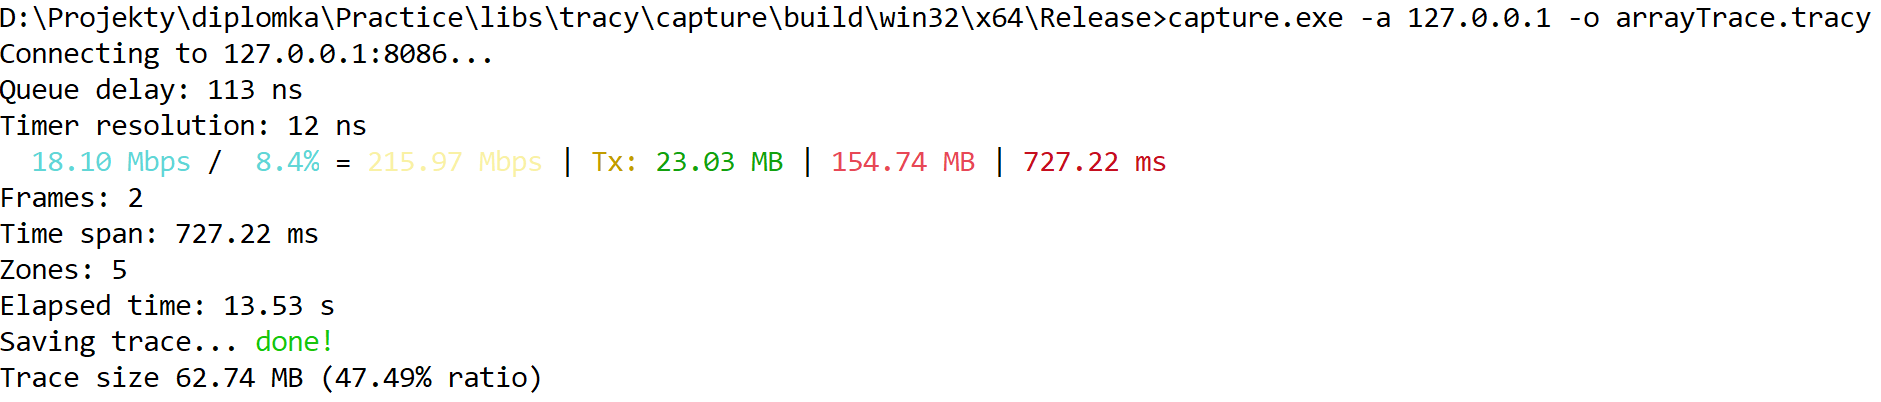 D:\Projekty\diplomka\Practice\libs\tracy\capture\build\win32\x64\Release>capture.exe -a 127.0.0.1 -o arrayTrace.tracy
Connecting to 127.0.0.1:8086...
Queue delay: 113 ns
Timer resolution: 12 ns
18.10 Mbps / 8.4% = 215.97 Mbps | Tx: 23.03 MB | 154.74 MB | 727.22 ms
Frames: 2
Time span: 727.22 ms
Zones: 5
Elapsed time: 13.53 s
Saving trace... done!
Trace size 62.74 MB (47.49% ratio)